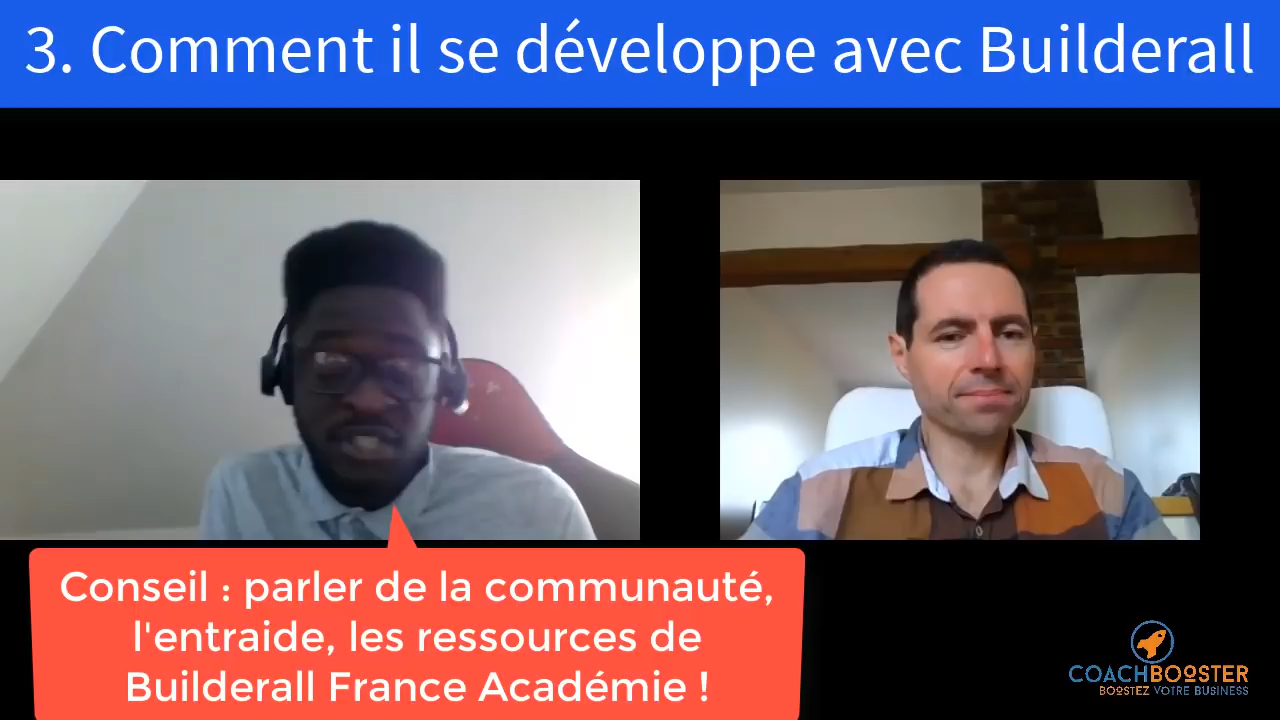 3. Comment il se développe avec Builderall
Conseil : parler de la communauté,
l'entraide, les ressources de
Builderall France Académie !
COACHBOOSTER
BOOSTEZ VOTRE BUSINESS